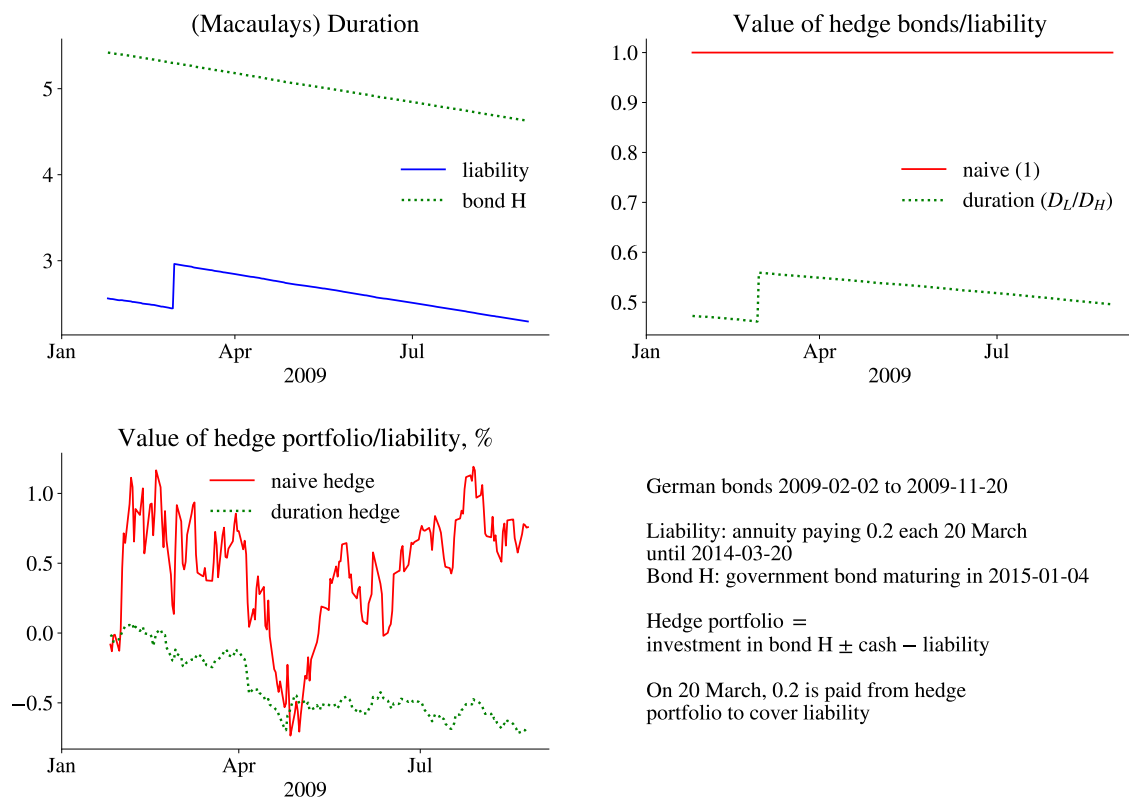 (Macaulays) Duration
5
4
3
liability
bond H
Jan
Apr
Jul
2009
Value of hedge bonds/liability
1.0
0.9
0.8
0.7
0.6
0.5
naive (1)
duration (D_L/D_H)
Jan
Apr
Jul
2009
Value of hedge portfolio/liability, %
1.0
0.5
0.0
−0.5
naive hedge
duration hedge
Jan
Apr
Jul
2009
German bonds 2009-02-02 to 2009-11-20
Liability: annuity paying 0.2 each 20 March
until 2014-03-20
Bond H: government bond maturing in 2015-01-04
Hedge portfolio =
investment in bond H ± cash − liability
On 20 March, 0.2 is paid from hedge
portfolio to cover liability